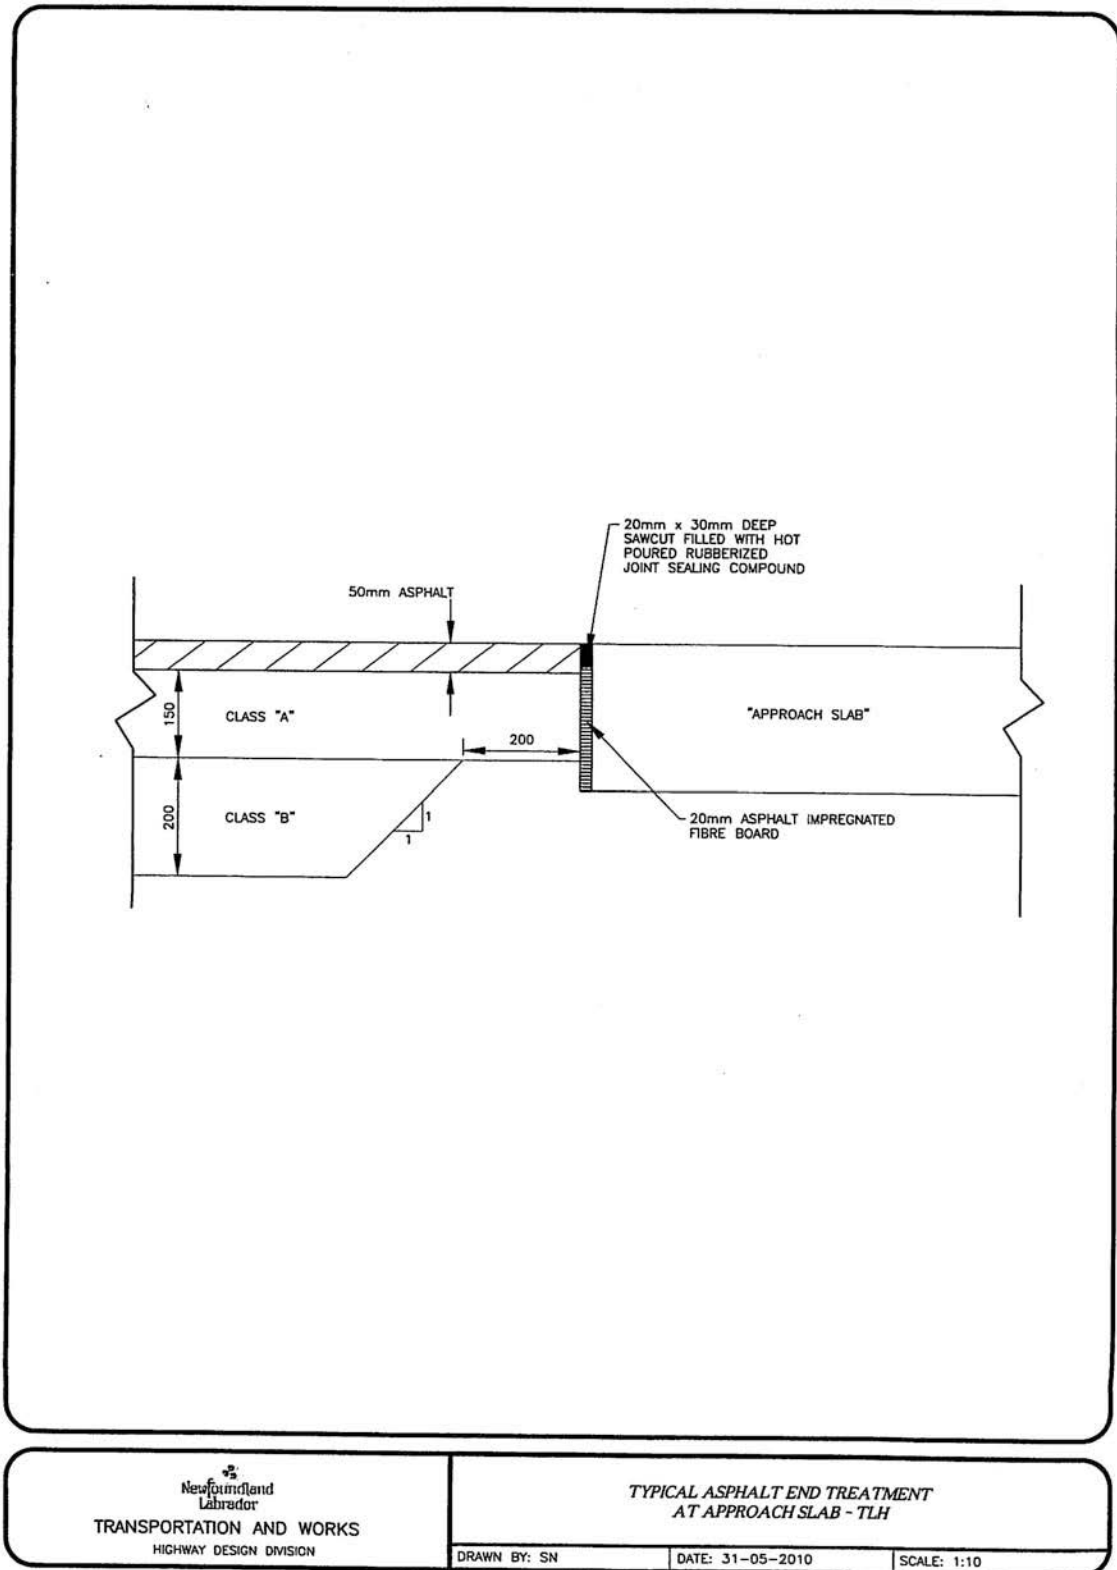 20mm x 30mm DEEP
SAWCUT FILLED WITH HOT
POURED RUBBERIZED
JOINT SEALING COMPOUND
50mm ASPHALT
150
CLASS "A"
200
"APPROACH SLAB"
200
CLASS "B"
1
1
20mm ASPHALT IMPREGNATED
FIBRE BOARD
Newfoundland
Labrador
TRANSPORTATION AND WORKS
HIGHWAY DESIGN DIVISION
TYPICAL ASPHALT END TREATMENT
AT APPROACH SLAB - TLH
DRAWN BY: SN
DATE: 31-05-2010
SCALE: 1:10